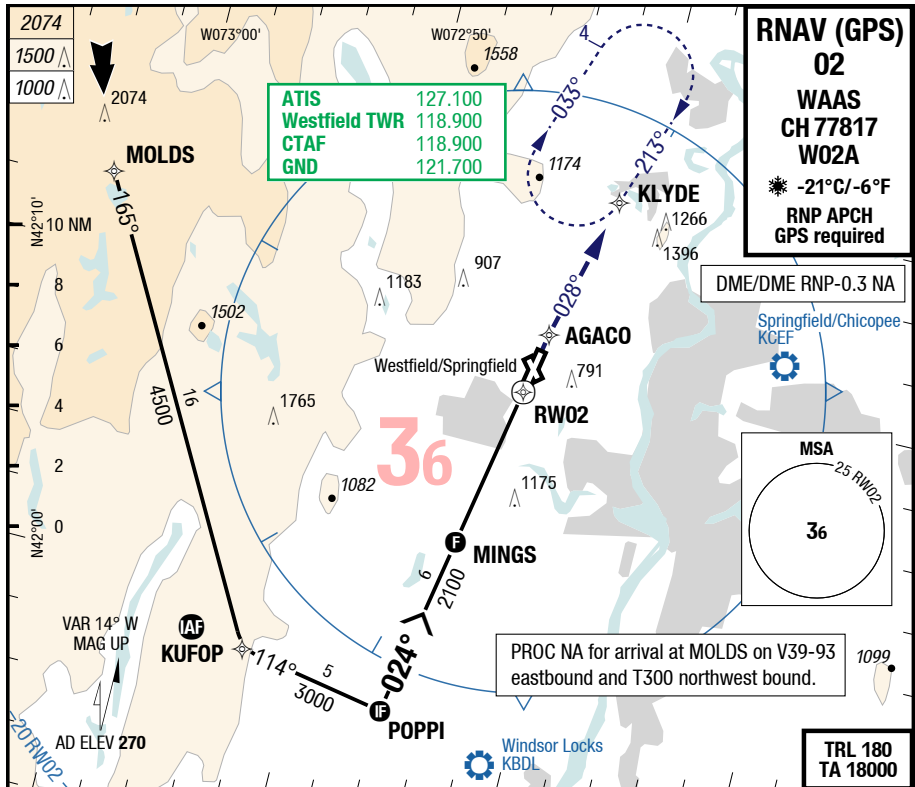 2074
1500
1000
W073°00'
W072°50'
4
1558
RNAV (GPS)
02
WAAS
CH 77817
W02A
-21°C/-6°F
RNP APCH
GPS required
2074
ATIS 127.100
Westfield TWR 118.900
CTAF 118.900
GND 121.700
033°
213°
MOLDS
1174
KLYDE
165°
N42°10'
10 NM
1266
1396
8
1183
907
028°
DME/DME RNP-0.3 NA
1502
Springfield/Chicopee
KCEF
6
AGACO
Westfield/Springfield
791
16
4500
4
1765
RW02
36
2
1082
1175
MSA
25 RW02
36
N42°00'
0
F
MINGS
6
2100
VAR 14° W
MAG UP
IAF
KUFOP
114°
5
3000
024°
PROC NA for arrival at MOLDS on V39-93
eastbound and T300 northwest bound.
1099
IF
POPPI
20 RW02
AD ELEV 270
Windsor Locks
KBDL
TRL 180
TA 18000